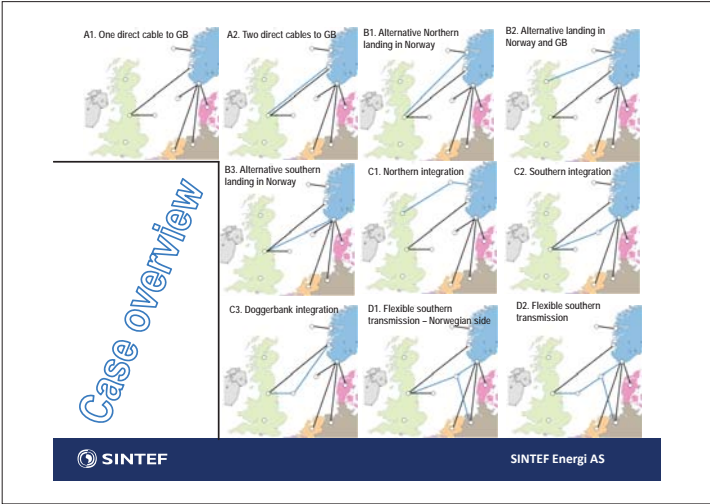 A1. One direct cable to GB
A2. Two direct cables to GB
B1. Alternative Northern
landing in Norway
B2. Alternative landing in
Norway and GB
B3. Alternative southern
landing in Norway
C1. Northern integration
C2. Southern integration
Case overview
C3. Doggerbank integration
D1. Flexible southern
transmission – Norwegian side
D2. Flexible southern
transmission
SINTEF
SINTEF Energi AS